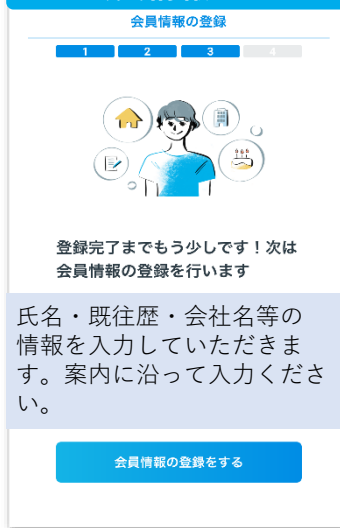 会員情報の登録
1 2 3 4
登録完了までもう少しです！次は
会員情報の登録を行います
氏名・既往歴・会社名等の
情報を入力していただきま
す。案内に沿って入力くださ
い。
会員情報の登録をする